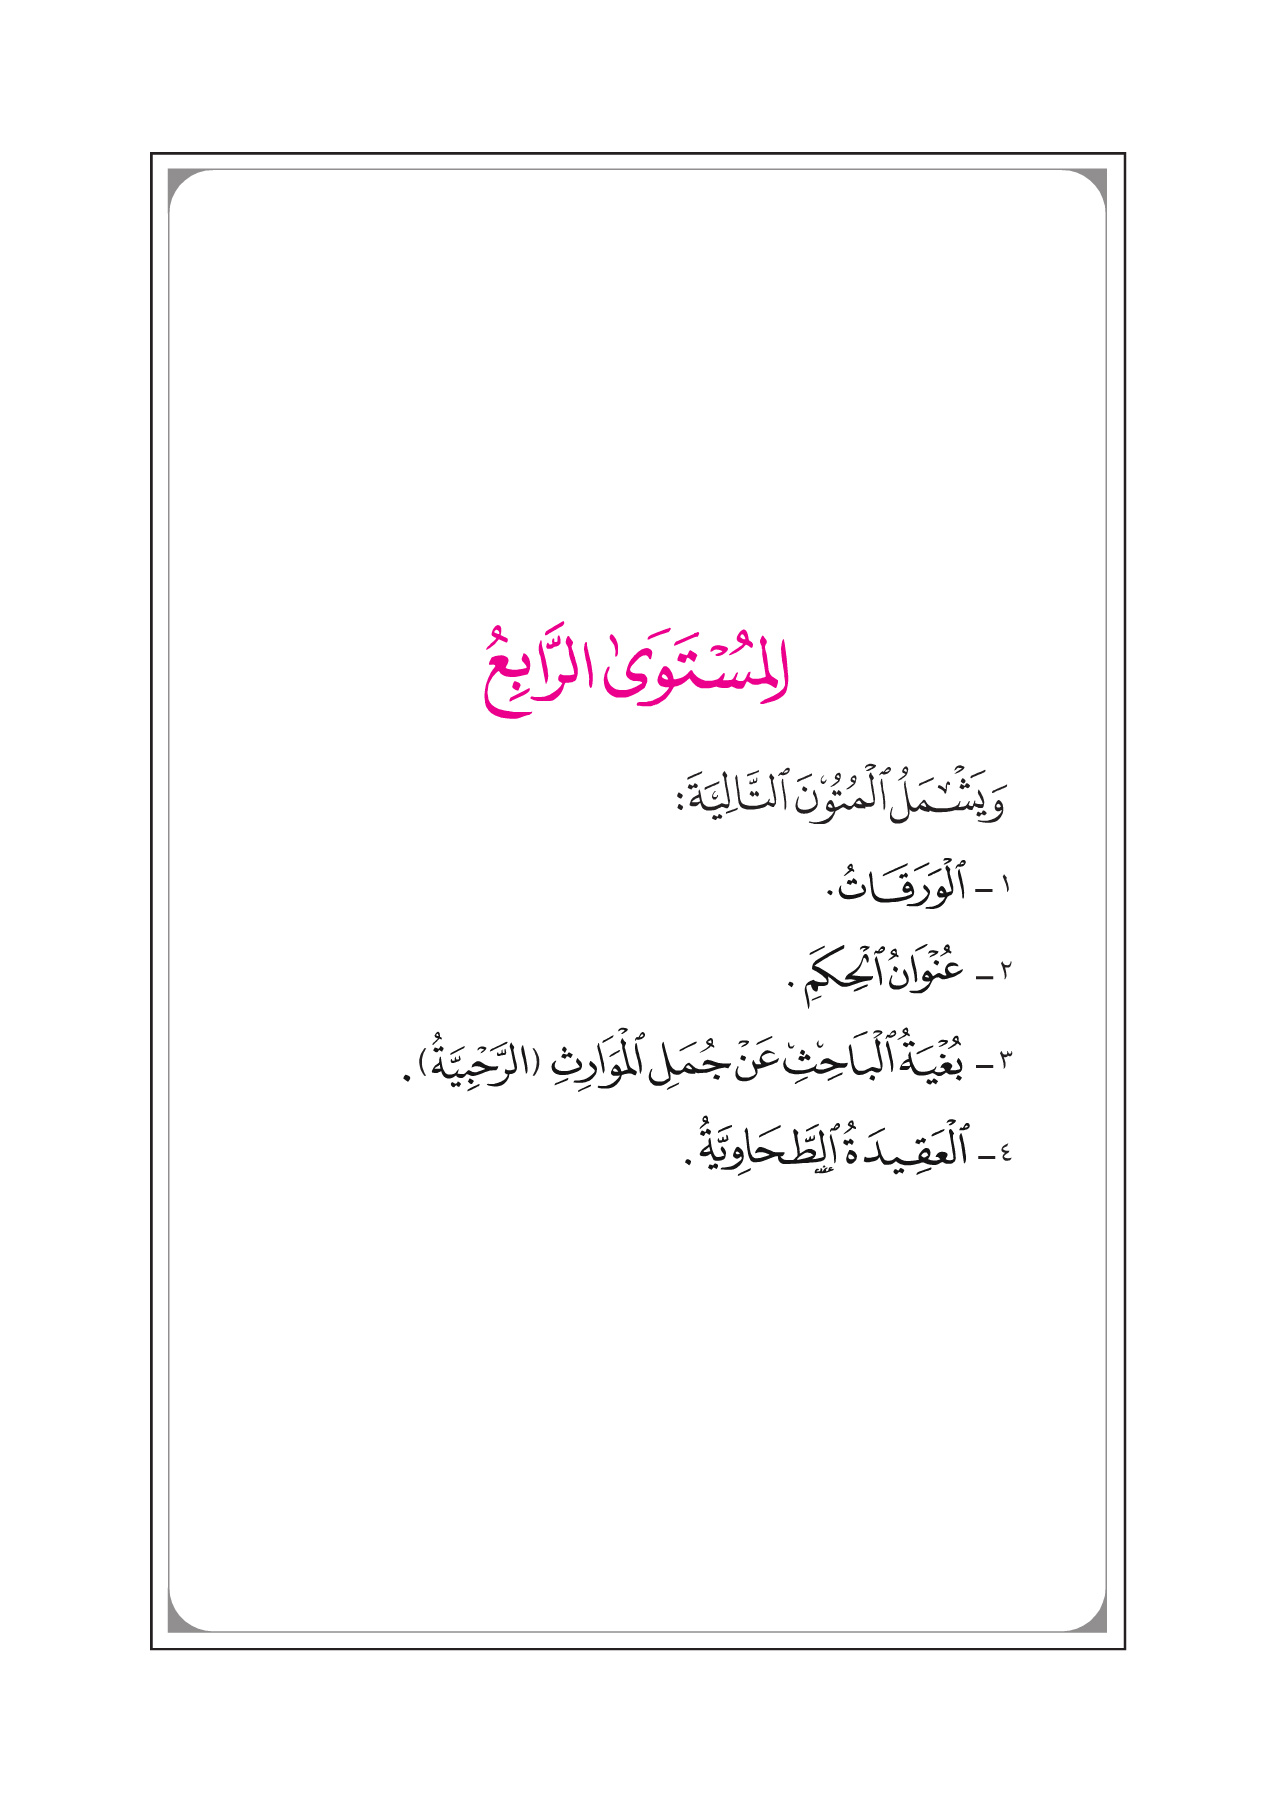 المُسْتَوَىٰ الرَّابِعُ
وَيَشْمَلُ ٱلْمُتُوْنَ ٱلتَّالِيَةَ:
١ – ٱلْوَرَقَاتُ.
٢ – عُنْوَانُ ٱلْحِكَمِ.
٣ – بُغْيَةُ ٱلْبَاحِثِ عَنْ جُمَلِ ٱلْمَوَارِثِ (الرَّحْبِيَّةُ).
٤ – ٱلْعَقِيدَةُ ٱلطَّحَاوِيَّةُ.